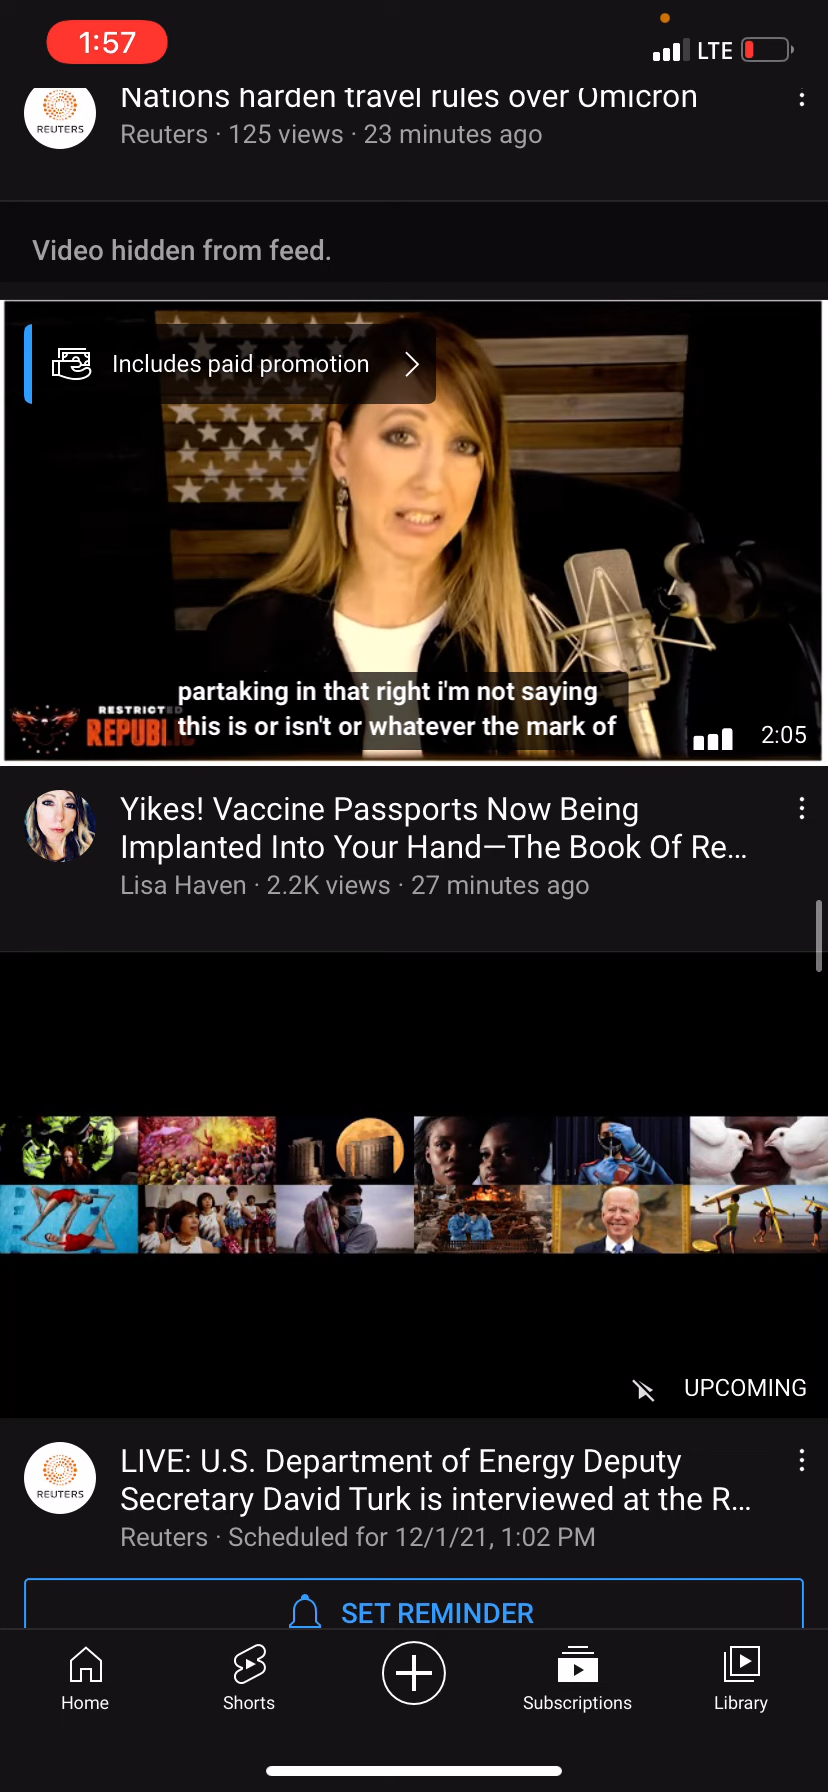 1:57
LTE
Nations harden travel rules over Omicron
REUTERS
Reuters · 125 views · 23 minutes ago
Video hidden from feed.
Includes paid promotion
partaking in that right i'm not saying
this is or isn't or whatever the mark of
RESTRICTED
REPUBLIC
2:05
Yikes! Vaccine Passports Now Being
Implanted Into Your Hand—The Book Of Re...
Lisa Haven · 2.2K views · 27 minutes ago
UPCOMING
REUTERS
LIVE: U.S. Department of Energy Deputy
Secretary David Turk is interviewed at the R...
Reuters · Scheduled for 12/1/21, 1:02 PM
SET REMINDER
Home
Shorts
Subscriptions
Library